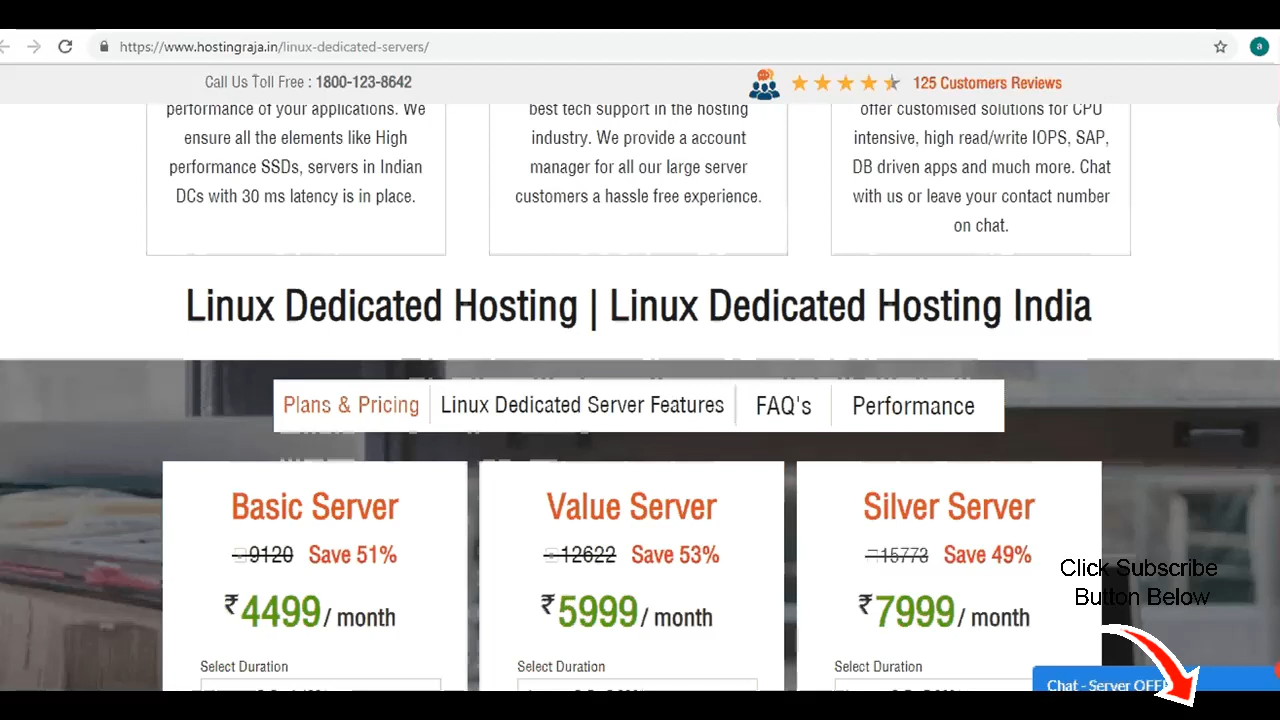 https://www.hostingraja.in/linux-dedicated-servers/
a
Call Us Toll Free : 1800-123-8642
125 Customers Reviews
performance of your applications. We
ensure all the elements like High
performance SSDs, servers in Indian
DCs with 30 ms latency is in place.
best tech support in the hosting
industry. We provide a account
manager for all our large server
customers a hassle free experience.
offer customised solutions for CPU
intensive, high read/write IOPS, SAP,
DB driven apps and much more. Chat
with us or leave your contact number
on chat.
Linux Dedicated Hosting | Linux Dedicated Hosting India
Plans & Pricing
Linux Dedicated Server Features
FAQ's
Performance
Basic Server
9120 Save 51%
₹4499/ month
Select Duration
Value Server
12622 Save 53%
₹5999/ month
Select Duration
Silver Server
15773 Save 49%
₹7999/ month
Select Duration
Click Subscribe
Button Below
Chat - Server